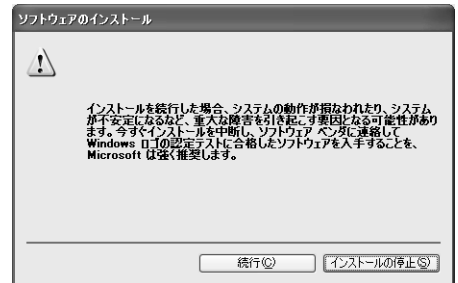 ソフトウェアのインストール
インストールを続行した場合、システムの動作が損なわれたり、システム
が不安定になるなど、重大な障害を引き起こす要因となる可能性があり
ます。今すぐインストールを中断し、ソフトウェア ベンダに連絡して
Windows ロゴの認定テストに合格したソフトウェアを入手することを、
Microsoft は強く推奨します。
続行(C) インストールの停止(S)